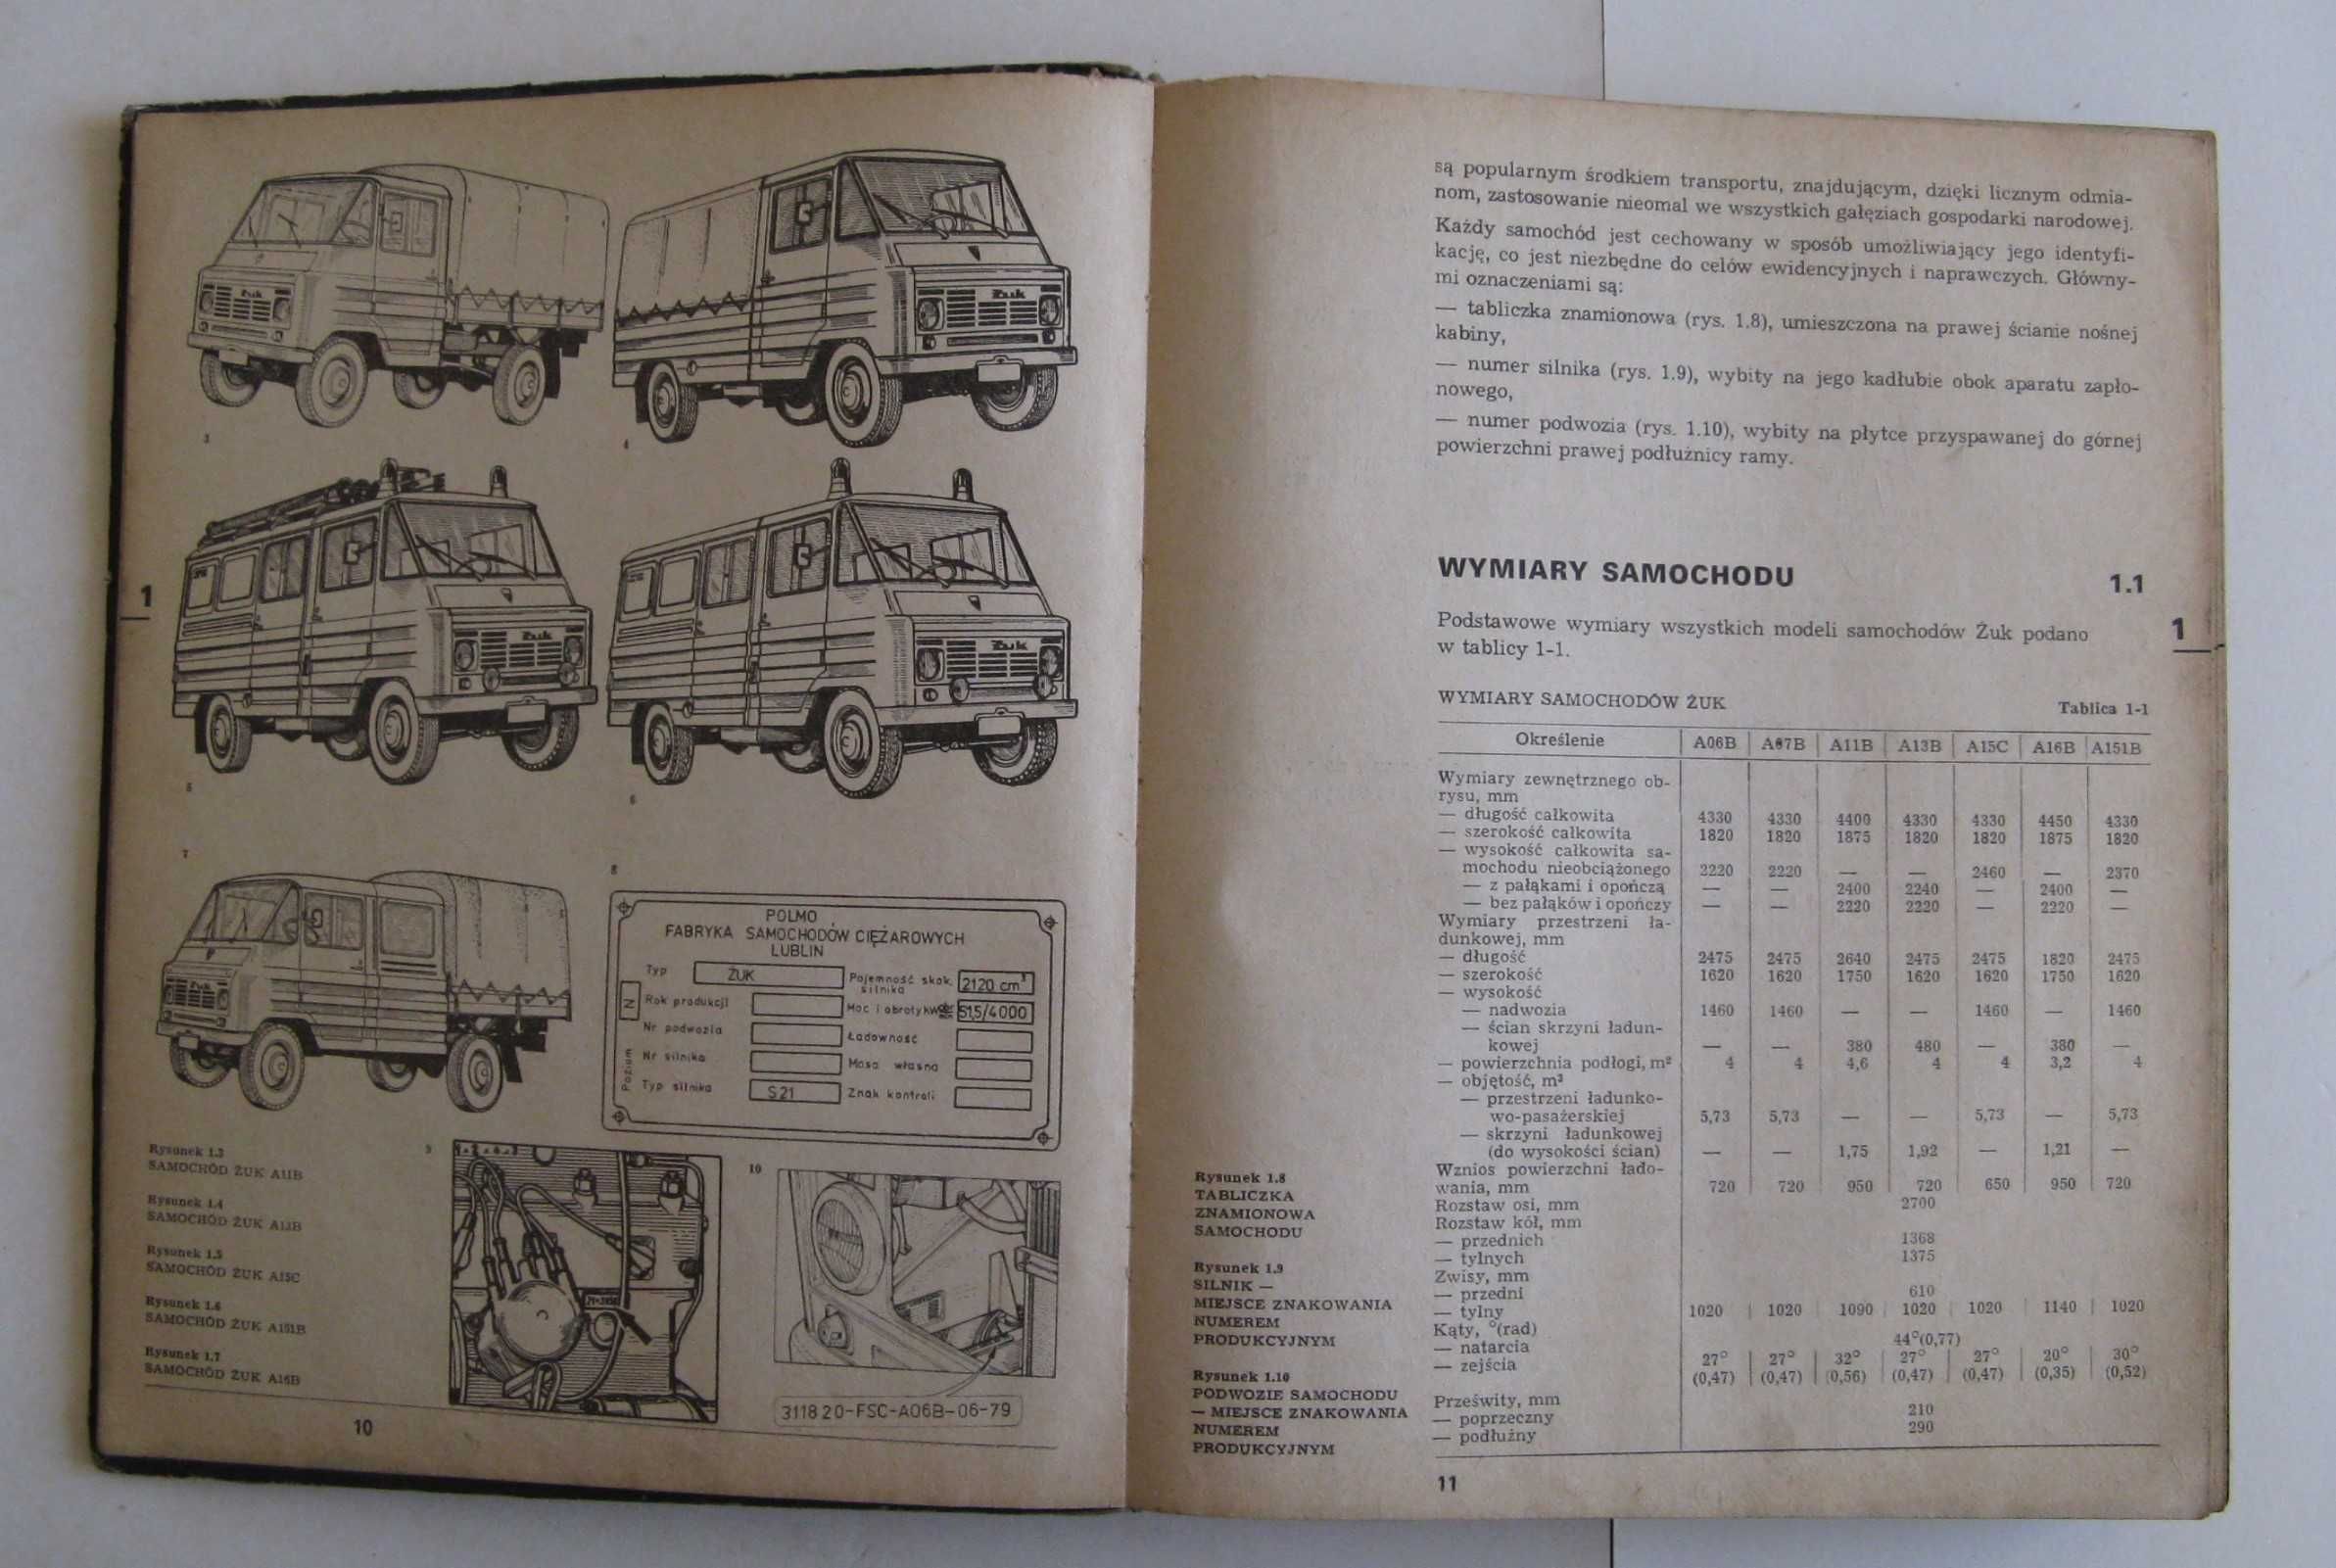 Żuk
Żuk
3
4
Żuk
Żuk
1
5
6
7
8
Żuk
POLMO
FABRYKA SAMOCHODÓW CIĘŻAROWYCH
LUBLIN
Typ ŻUK Pojemność skok. silnika 2120 cm³
N Rok produkcji Moc i obroty 51,5/4000
Nr podwozia Ładowność
Nr silnika Masa własna
Poziom Typ silnika S21 Znak kontroli
Rysunek 1.3
SAMOCHÓD ŻUK A11B
Rysunek 1.4
SAMOCHÓD ŻUK A13B
Rysunek 1.5
SAMOCHÓD ŻUK A15C
Rysunek 1.6
SAMOCHÓD ŻUK A151B
Rysunek 1.7
SAMOCHÓD ŻUK A16B
9
10
311820-FSC-A06B-06-79
10
są popularnym środkiem transportu, znajdującym, dzięki licznym odmia-
nom, zastosowanie nieomal we wszystkich gałęziach gospodarki narodowej.
Każdy samochód jest cechowany w sposób umożliwiający jego identyfi-
kację, co jest niezbędne do celów ewidencyjnych i naprawczych. Główny-
mi oznaczeniami są:
— tabliczka znamionowa (rys. 1.8), umieszczona na prawej ścianie nośnej
kabiny,
— numer silnika (rys. 1.9), wybity na jego kadłubie obok aparatu zapło-
nowego,
— numer podwozia (rys. 1.10), wybity na płytce przyspawanej do górnej
powierzchni prawej podłużnicy ramy.
WYMIARY SAMOCHODU 1.1
Podstawowe wymiary wszystkich modeli samochodów Żuk podano
w tablicy 1-1.
1
WYMIARY SAMOCHODÓW ŻUK Tablica 1-1
Określenie A06B A07B A11B A13B A15C A16B A151B
Wymiary zewnętrznego ob-
rysu, mm
— długość całkowita 4330 4330 4400 4330 4330 4450 4330
— szerokość całkowita 1820 1820 1875 1820 1820 1875 1820
— wysokość całkowita sa-
mochodu nieobciążonego 2220 2220 — — 2460 — 2370
— z pałąkami i opończą — — 2400 2240 — 2400 —
— bez pałąków i opończy — — 2220 2220 — 2220 —
Wymiary przestrzeni ła-
dunkowej, mm
— długość 2475 2475 2640 2475 2475 1820 2475
— szerokość 1620 1620 1750 1620 1620 1750 1620
— wysokość
— nadwozia 1460 1460 — — 1460 — 1460
— ścian skrzyni ładun-
kowej — — 380 480 — 380 —
— powierzchnia podłogi, m² 4 4 4,6 4 4 3,2 4
— objętość, m³
— przestrzeni ładunko-
wo-pasażerskiej 5,73 5,73 — — 5,73 — 5,73
— skrzyni ładunkowej
(do wysokości ścian) — — 1,75 1,92 — 1,21 —
Wznios powierzchni łado-
wania, mm 720 720 950 720 650 950 720
Rozstaw osi, mm 2700
Rozstaw kół, mm
— przednich 1368
— tylnych 1375
Zwisy, mm
— przedni 610
— tylny 1020 1020 1090 1020 1020 1140 1020
Kąty, °(rad)
— natarcia 44°(0,77)
— zejścia 27° 27° 32° 27° 27° 20° 30°
(0,47) (0,47) (0,56) (0,47) (0,47) (0,35) (0,52)
Prześwity, mm
— poprzeczny 210
— podłużny 290
Rysunek 1.8
TABLICZKA
ZNAMIONOWA
SAMOCHODU
Rysunek 1.9
SILNIK —
MIEJSCE ZNAKOWANIA
NUMEREM
PRODUKCYJNYM
Rysunek 1.10
PODWOZIE SAMOCHODU
— MIEJSCE ZNAKOWANIA
NUMEREM
PRODUKCYJNYM
11